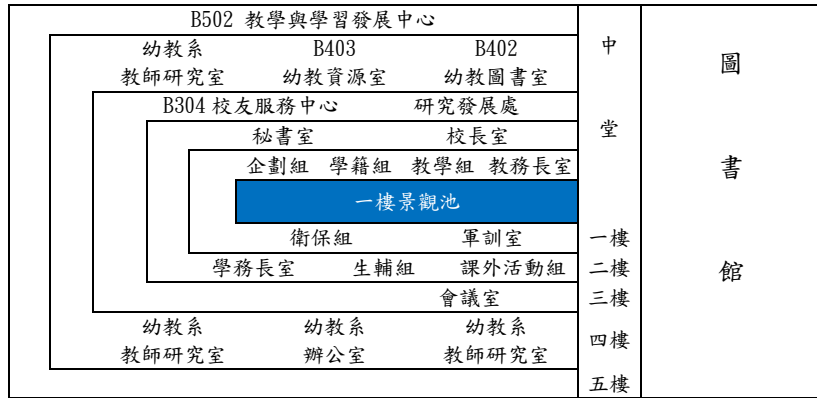 B502 教學與學習發展中心
幼教系 B403 B402
教師研究室 幼教資源室 幼教圖書室
B304 校友服務中心 研究發展處
秘書室 校長室
企劃組 學籍組 教學組 教務長室
一樓景觀池
衛保組 軍訓室
學務長室 生輔組 課外活動組
會議室
幼教系 幼教系 幼教系
教師研究室 辦公室 教師研究室
中
堂
一樓
二樓
三樓
四樓
五樓
圖
書
館